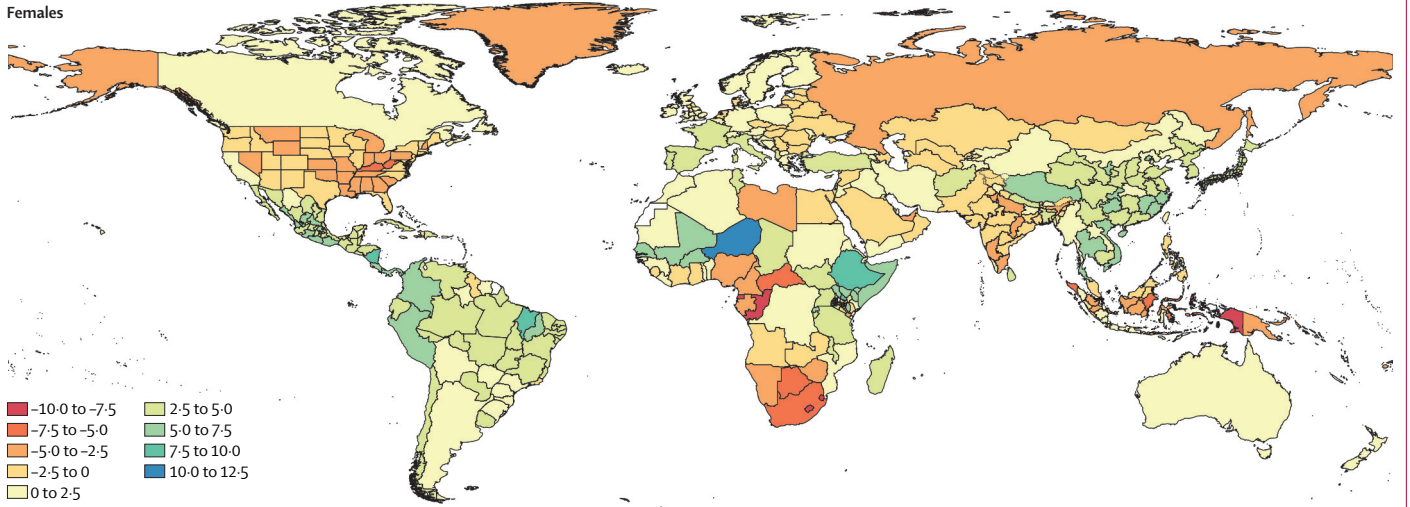 Females
–10·0 to –7·5
–7·5 to –5·0
–5·0 to –2·5
–2·5 to 0
0 to 2·5
2·5 to 5·0
5·0 to 7·5
7·5 to 10·0
10·0 to 12·5